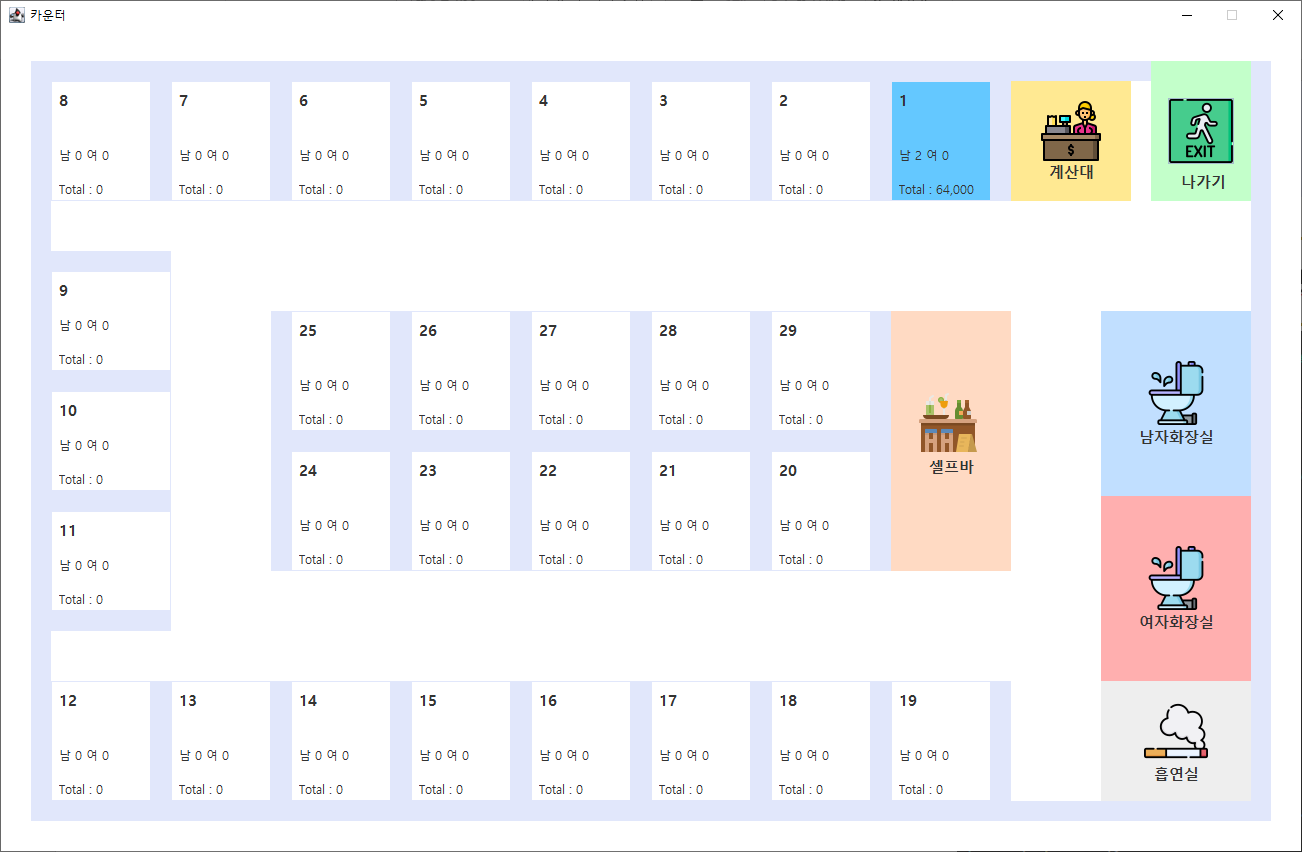 카운터
8
남 0 여 0
Total : 0
7
남 0 여 0
Total : 0
6
남 0 여 0
Total : 0
5
남 0 여 0
Total : 0
4
남 0 여 0
Total : 0
3
남 0 여 0
Total : 0
2
남 0 여 0
Total : 0
1
남 2 여 0
Total : 64,000
$
계산대
EXIT
나가기
9
남 0 여 0
Total : 0
10
남 0 여 0
Total : 0
11
남 0 여 0
Total : 0
25
남 0 여 0
Total : 0
26
남 0 여 0
Total : 0
27
남 0 여 0
Total : 0
28
남 0 여 0
Total : 0
29
남 0 여 0
Total : 0
24
남 0 여 0
Total : 0
23
남 0 여 0
Total : 0
22
남 0 여 0
Total : 0
21
남 0 여 0
Total : 0
20
남 0 여 0
Total : 0
셀프바
남자화장실
여자화장실
12
남 0 여 0
Total : 0
13
남 0 여 0
Total : 0
14
남 0 여 0
Total : 0
15
남 0 여 0
Total : 0
16
남 0 여 0
Total : 0
17
남 0 여 0
Total : 0
18
남 0 여 0
Total : 0
19
남 0 여 0
Total : 0
흡연실